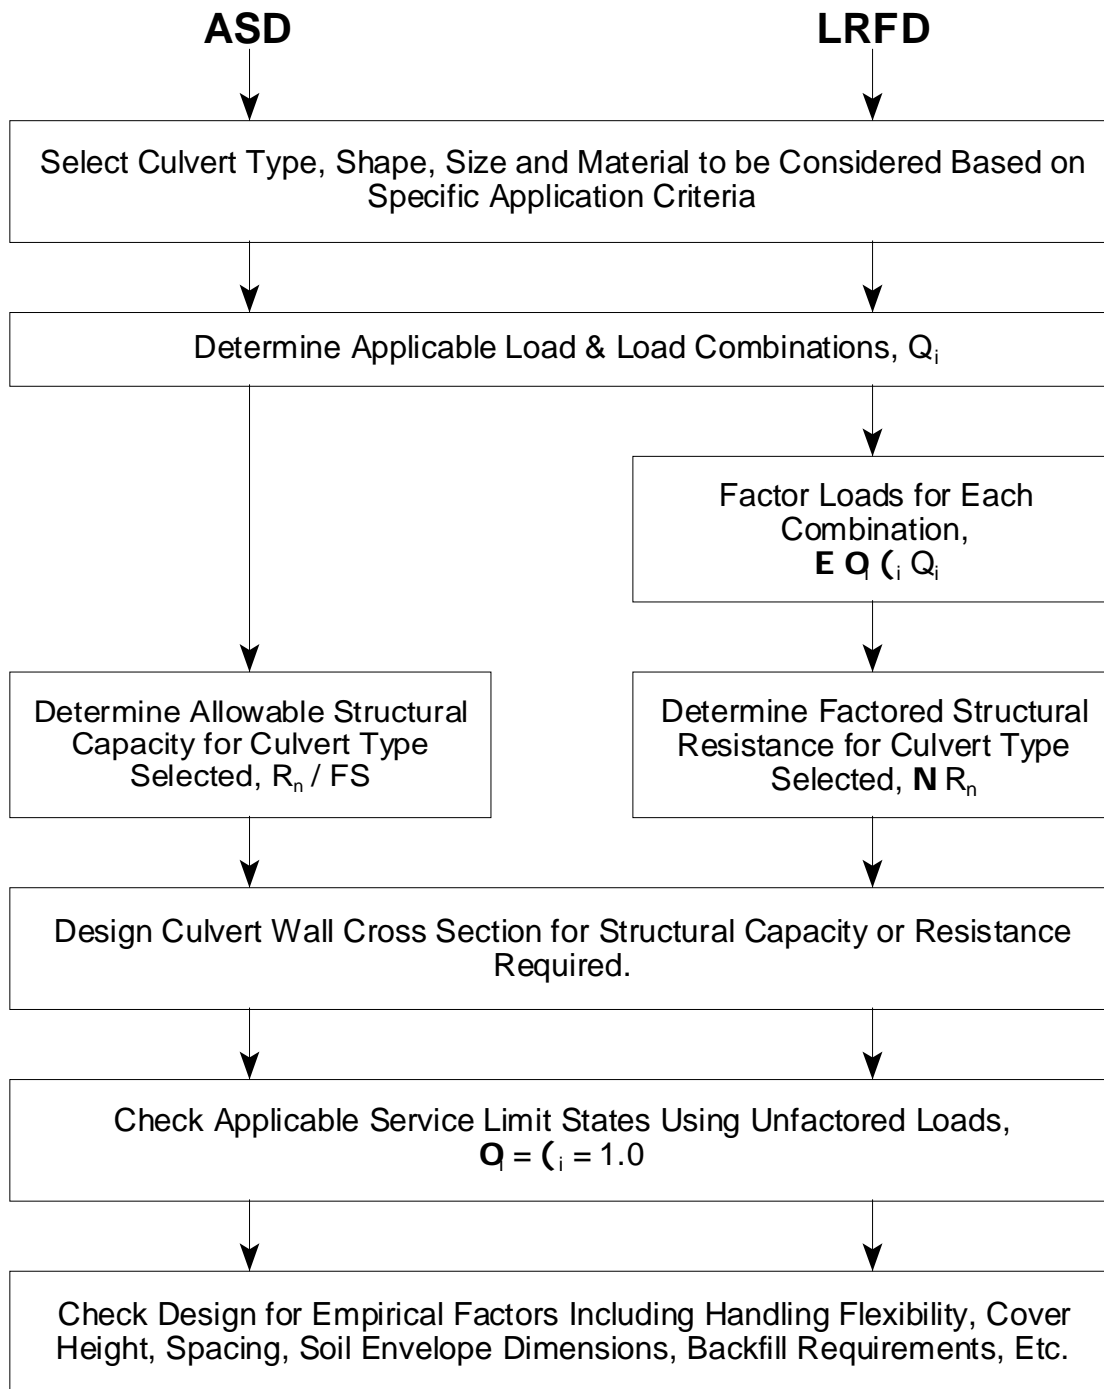 ASD
LRFD
Select Culvert Type, Shape, Size and Material to be Considered Based on
Specific Application Criteria
Determine Applicable Load & Load Combinations, Qi
Factor Loads for Each
Combination,
E Oi (i Qi
Determine Allowable Structural
Capacity for Culvert Type
Selected, Rn / FS
Determine Factored Structural
Resistance for Culvert Type
Selected, N Rn
Design Culvert Wall Cross Section for Structural Capacity or Resistance
Required.
Check Applicable Service Limit States Using Unfactored Loads,
Oi = (i = 1.0
Check Design for Empirical Factors Including Handling Flexibility, Cover
Height, Spacing, Soil Envelope Dimensions, Backfill Requirements, Etc.